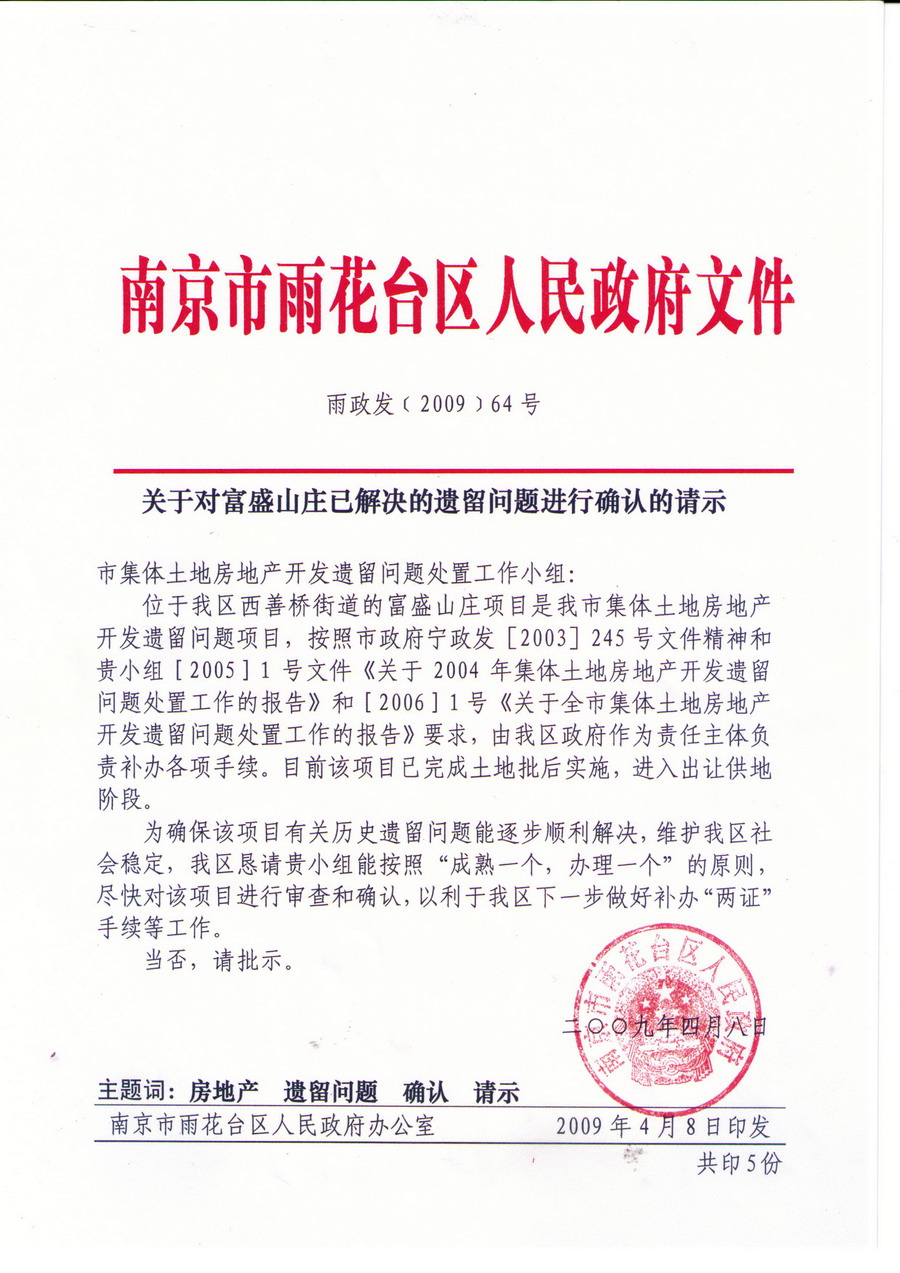 南京市雨花台区人民政府文件
雨政发﹝2009﹞64 号
关于对富盛山庄已解决的遗留问题进行确认的请示
市集体土地房地产开发遗留问题处置工作小组：
位于我区西善桥街道的富盛山庄项目是我市集体土地房地产
开发遗留问题项目，按照市政府宁政发［2003］245 号文件精神和
贵小组［2005］1 号文件《关于 2004 年集体土地房地产开发遗留
问题处置工作的报告》和［2006］1号《关于全市集体土地房地产
开发遗留问题处置工作的报告》要求，由我区政府作为责任主体负
责补办各项手续。目前该项目已完成土地批后实施，进入出让供地
阶段。
为确保该项目有关历史遗留问题能逐步顺利解决，维护我区社
会稳定，我区恳请贵小组能按照“成熟一个，办理一个”的原则，
尽快对该项目进行审查和确认，以利于我区下一步做好补办“两证”
手续等工作。
当否，请批示。
南京市雨花台区人民政府
二〇〇九年四月八日
主题词：房地产 遗留问题 确认 请示
南京市雨花台区人民政府办公室 2009 年 4 月 8 日印发
共印 5 份